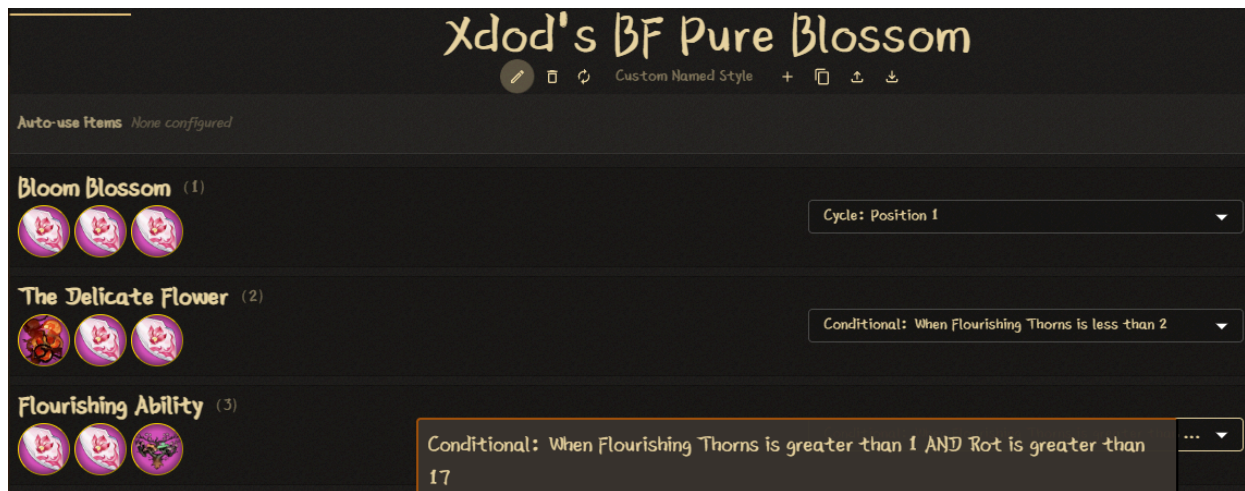 Xdod's BF Pure Blossom
Custom Named Style
Auto-use Items None configured
Bloom Blossom (1)
Cycle: Position 1
The Delicate Flower (2)
Conditional: When Flourishing Thorns is less than 2
Flourishing Ability (3)
...
Conditional: When Flourishing Thorns is greater than 1 AND Rot is greater than
17